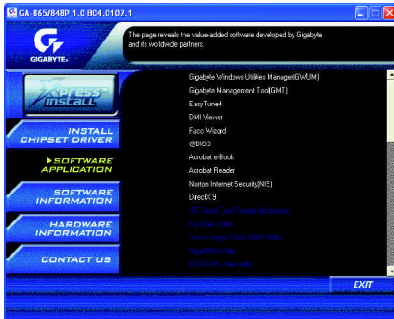 GA-865/848P 1.0 B04.0107.1
GIGABYTE
The page reveals the value-added software developed by Gigabyte
and its worldwide partners.
Xpress
INSTALL
INSTALL
CHIPSET DRIVER
SOFTWARE
APPLICATION
SOFTWARE
INFORMATION
HARDWARE
INFORMATION
CONTACT US
Gigabyte Windows Utilities Manager(GWUM)
Gigabyte Management Tool(GMT)
EasyTune4
DMI Viewer
Face Wizard
@BIOS
Acrobat e-Book
Acrobat Reader
Norton Internet Security(NIS)
DirectX 9
EXIT